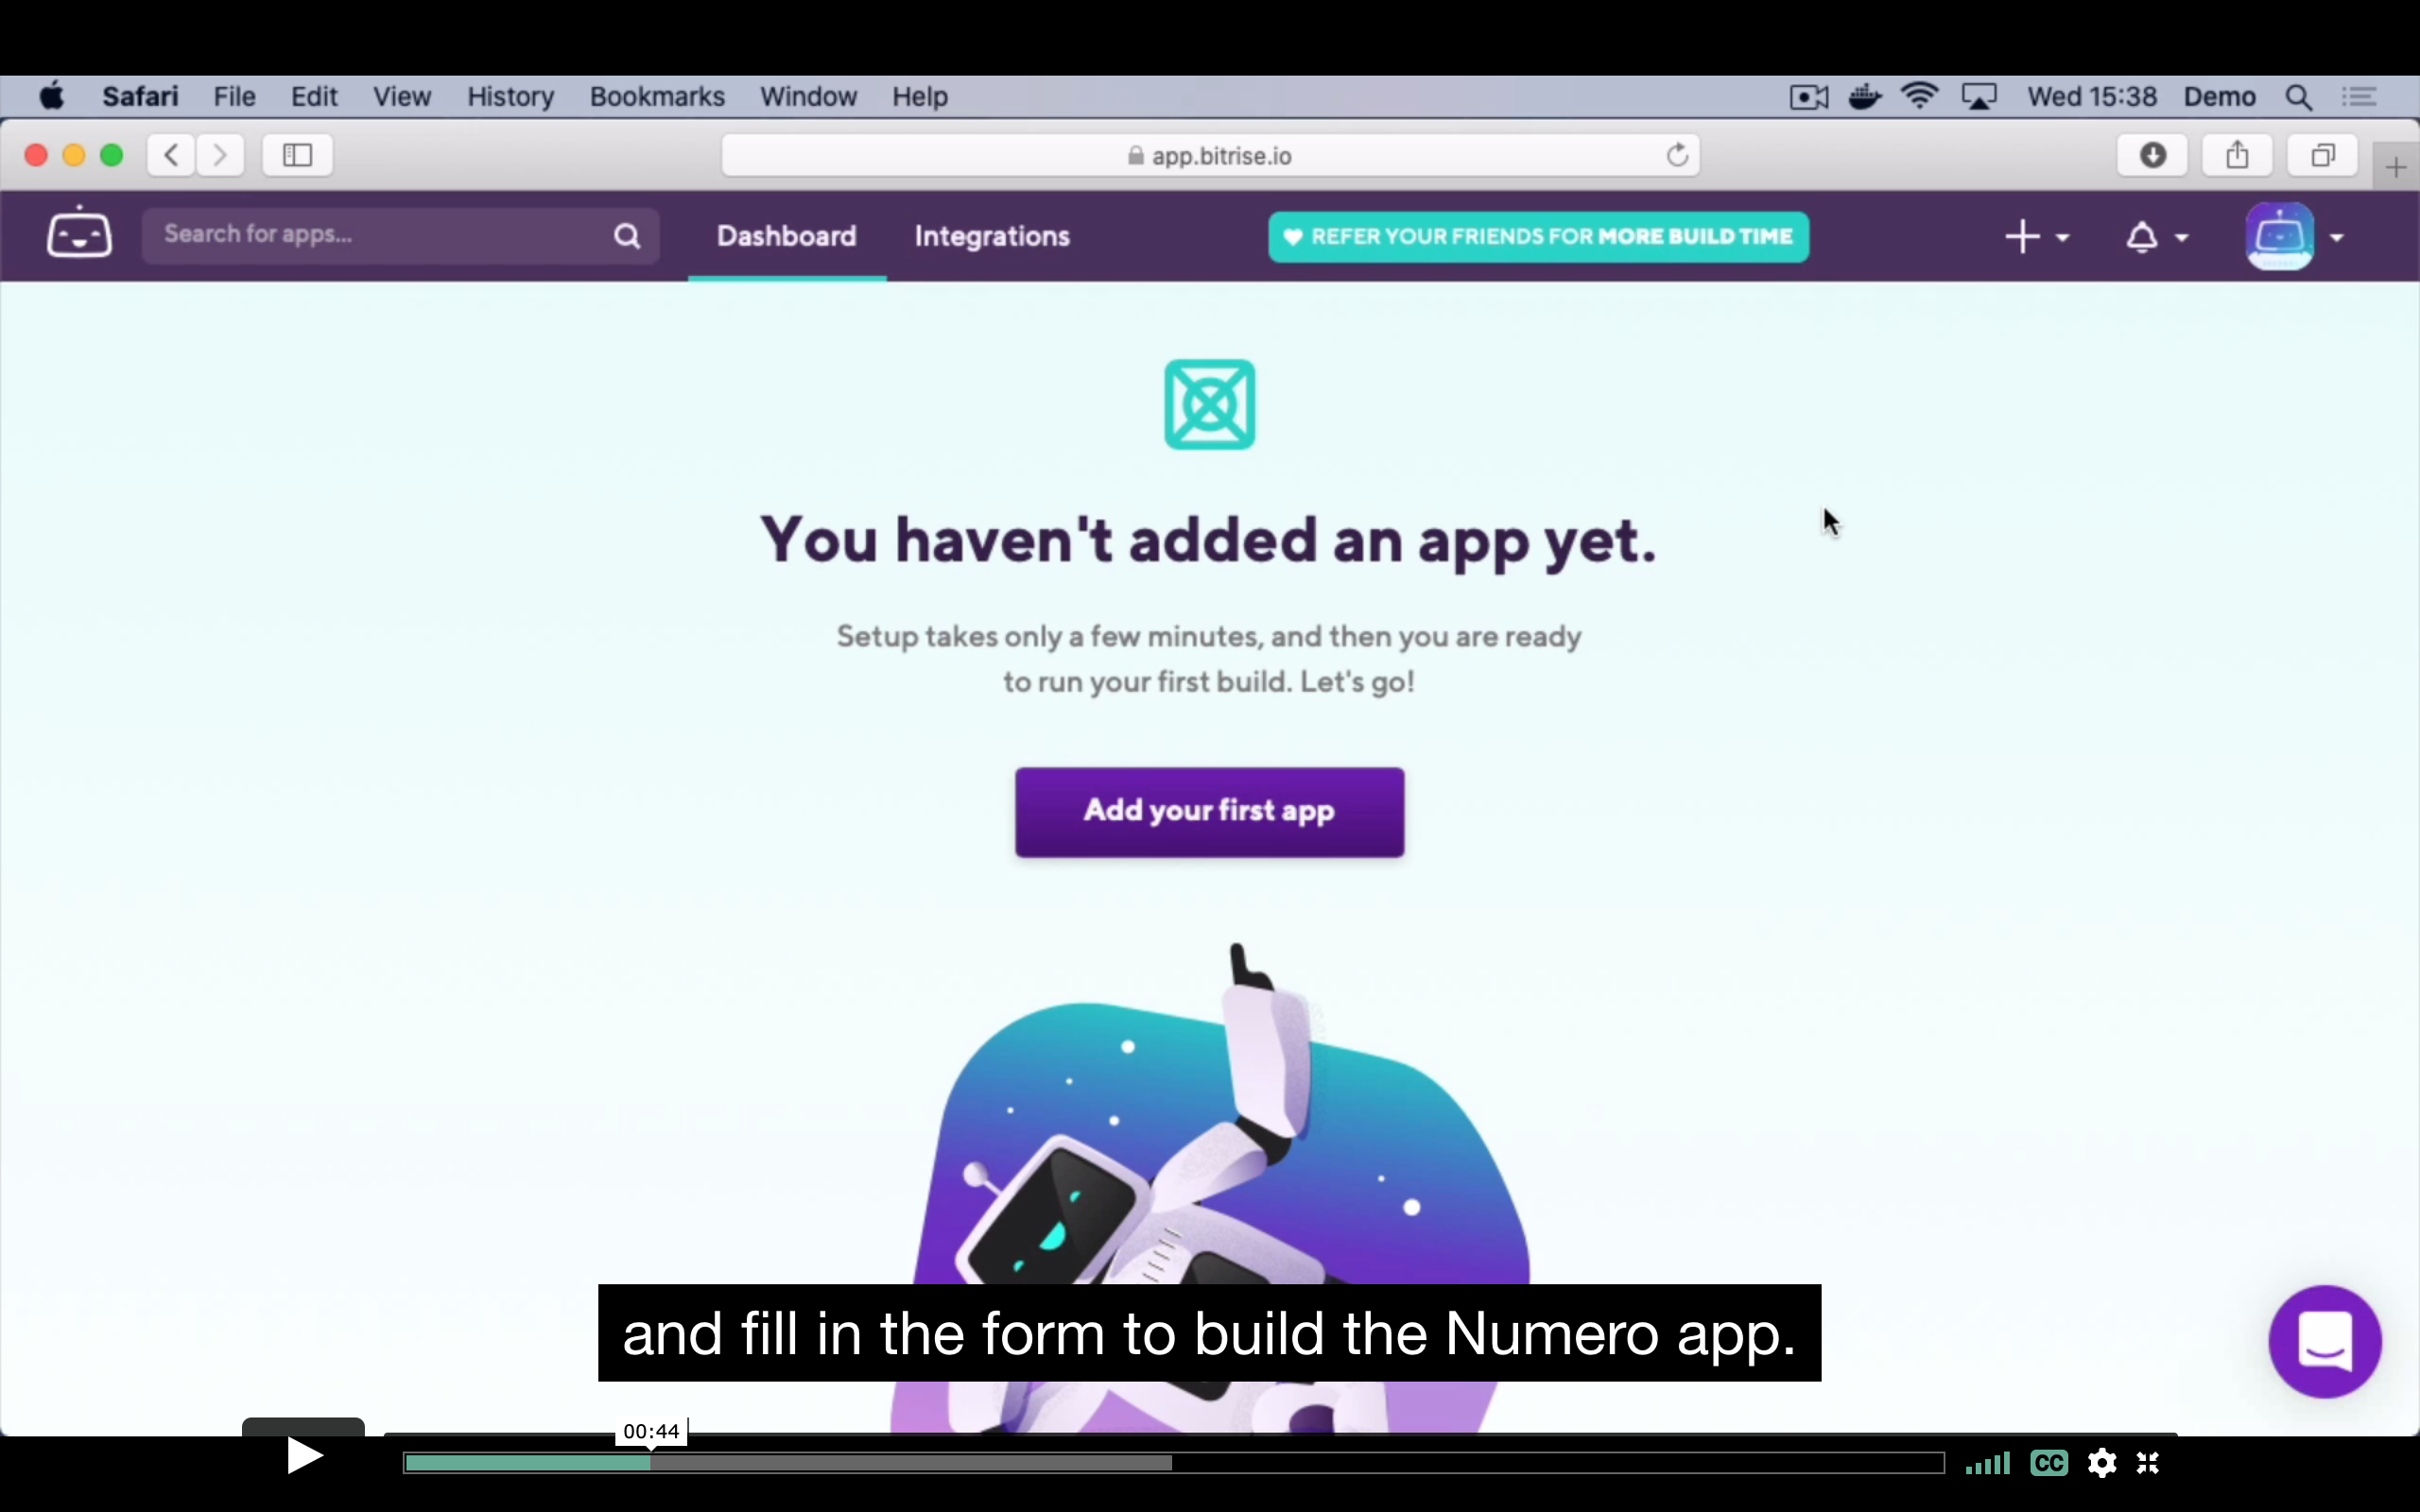 Safari File Edit View History Bookmarks Window Help Wed 15:38 Demo
app.bitrise.io
Search for apps... Dashboard Integrations REFER YOUR FRIENDS FOR MORE BUILD TIME
You haven't added an app yet.
Setup takes only a few minutes, and then you are ready
to run your first build. Let's go!
Add your first app
and fill in the form to build the Numero app.
00:44
CC